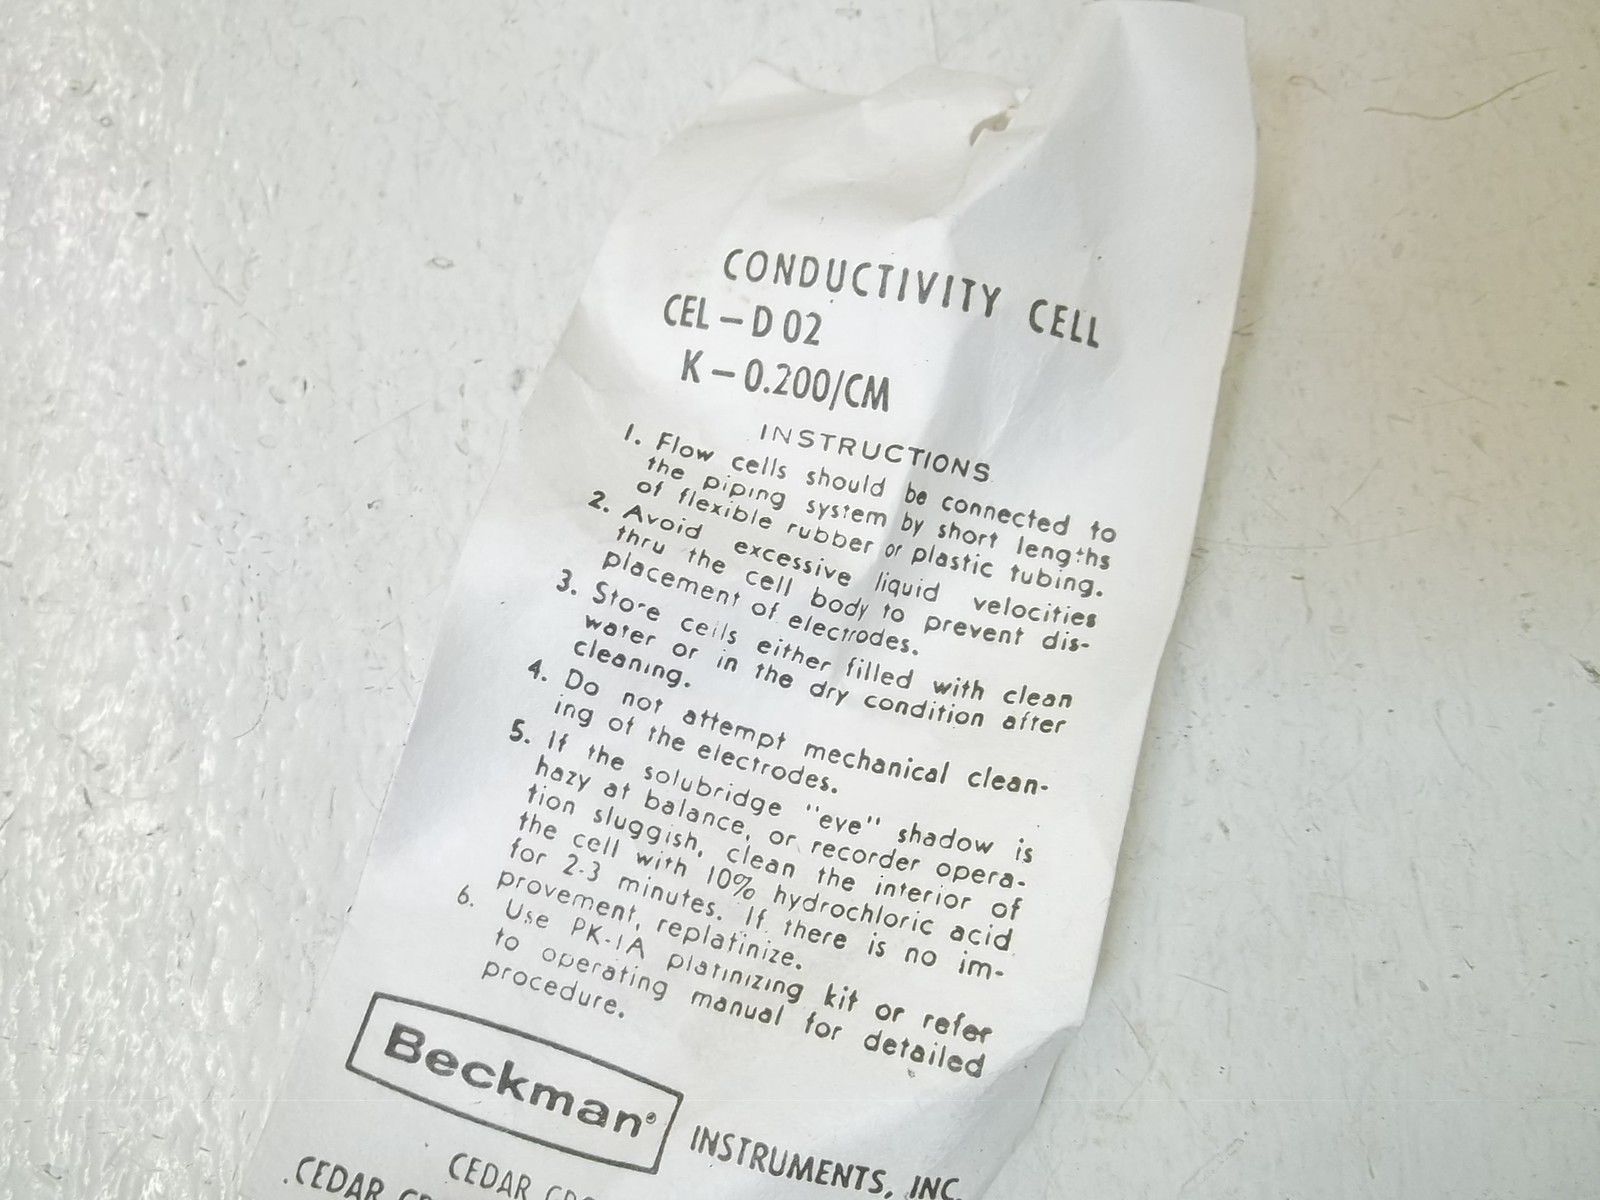 CONDUCTIVITY CELL
CEL – D 02
K – 0.200/CM
INSTRUCTIONS
1. Flow cells should be connected to
the piping system by short lengths
of flexible rubber or plastic tubing.
2. Avoid excessive liquid velocities
thru the cell body to prevent dis-
placement of electrodes.
3. Store cells either filled with clean
water or in the dry condition after
cleaning.
4. Do not attempt mechanical clean-
ing of the electrodes.
5. If the solubridge "eye" shadow is
hazy at balance, or recorder opera-
tion sluggish, clean the interior of
the cell with 10% hydrochloric acid
for 2-3 minutes. If there is no im-
provement, replatinize.
6. Use PK-1A platinizing kit or refer
to operating manual for detailed
procedure.
Beckman®
INSTRUMENTS, INC.
CEDAR
CEDAR